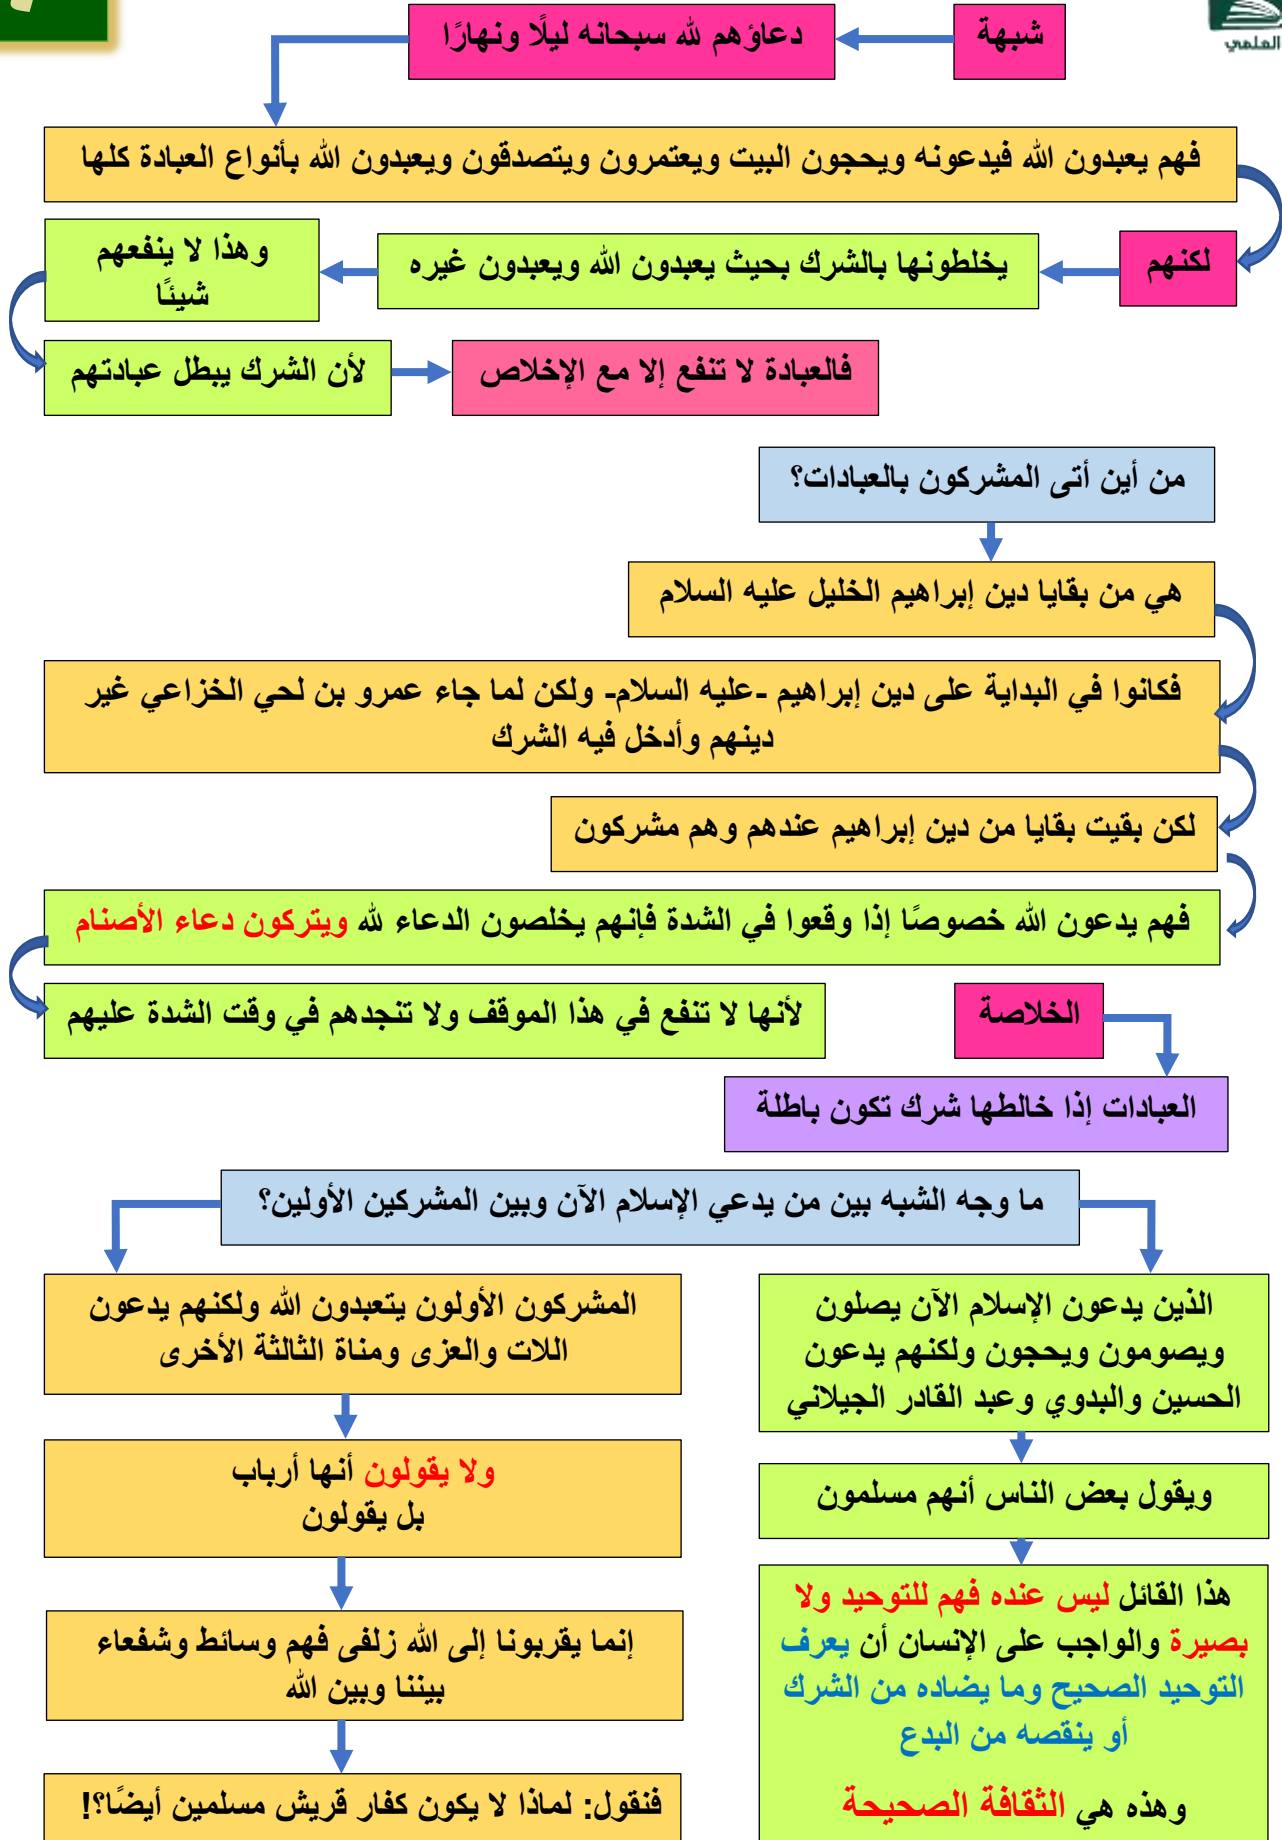 العلمي
شبهة
دعاؤهم لله سبحانه ليلًا ونهارًا
فهم يعبدون الله فيدعونه ويحجون البيت ويعتمرون ويتصدقون ويعبدون الله بأنواع العبادة كلها
لكنهم
يخلطونها بالشرك بحيث يعبدون الله ويعبدون غيره
وهذا لا ينفعهم
شيئًا
لأن الشرك يبطل عبادتهم
فالعبادة لا تنفع إلا مع الإخلاص
من أين أتى المشركون بالعبادات؟
هي من بقايا دين إبراهيم الخليل عليه السلام
فكانوا في البداية على دين إبراهيم -عليه السلام- ولكن لما جاء عمرو بن لحي الخزاعي غير
دينهم وأدخل فيه الشرك
لكن بقيت بقايا من دين إبراهيم عندهم وهم مشركون
فهم يدعون الله خصوصًا إذا وقعوا في الشدة فإنهم يخلصون الدعاء لله ويتركون دعاء الأصنام
لأنها لا تنفع في هذا الموقف ولا تنجدهم في وقت الشدة عليهم
الخلاصة
العبادات إذا خالطها شرك تكون باطلة
ما وجه الشبه بين من يدعي الإسلام الآن وبين المشركين الأولين؟
الذين يدعون الإسلام الآن يصلون
ويصومون ويحجون ولكنهم يدعون
الحسين والبدوي وعبد القادر الجيلاني
ويقول بعض الناس أنهم مسلمون
هذا القائل ليس عنده فهم للتوحيد ولا
بصيرة والواجب على الإنسان أن يعرف
التوحيد الصحيح وما يضاده من الشرك
أو ينقصه من البدع
وهذه هي الثقافة الصحيحة
المشركون الأولون يتعبدون الله ولكنهم يدعون
اللات والعزى ومناة الثالثة الأخرى
ولا يقولون أنها أرباب
بل يقولون
إنما يقربونا إلى الله زلفى فهم وسائط وشفعاء
بيننا وبين الله
فنقول: لماذا لا يكون كفار قريش مسلمين أيضًا؟!